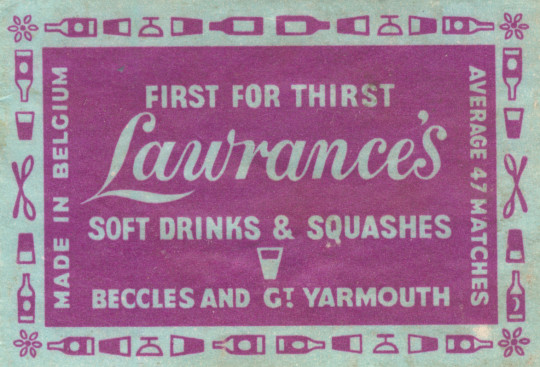 MADE IN BELGIUM
FIRST FOR THIRST
Lawrance's
SOFT DRINKS & SQUASHES
BECCLES AND GT YARMOUTH
AVERAGE 47 MATCHES